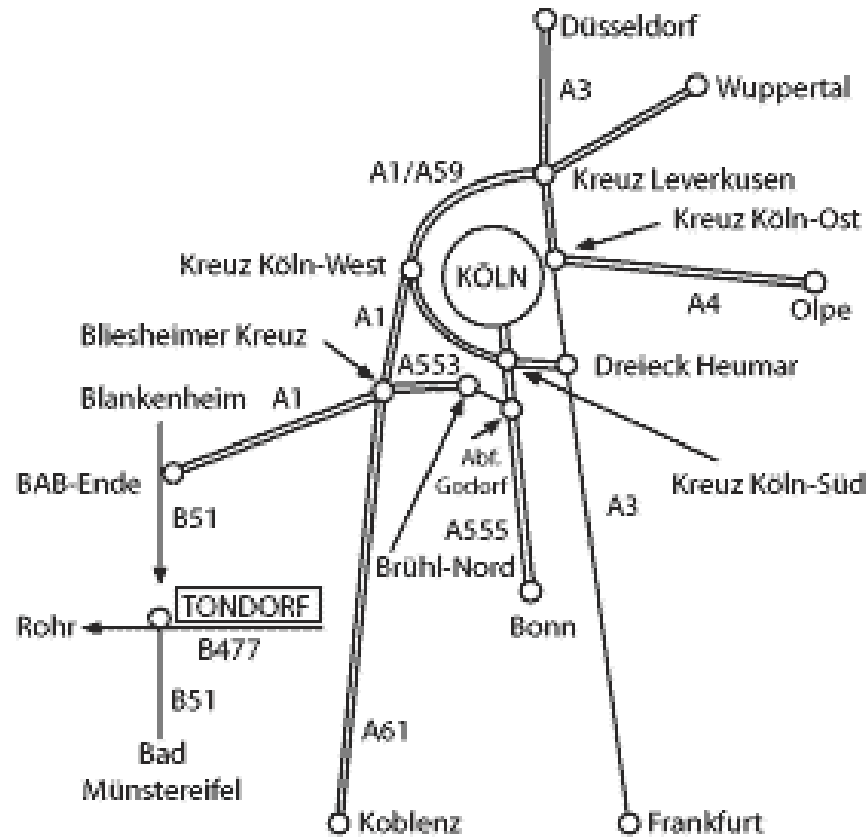 Düsseldorf
A3
Wuppertal
A1/A59
Kreuz Leverkusen
Kreuz Köln-Ost
Kreuz Köln-West
KÖLN
A4
Olpe
A1
Bliesheimer Kreuz
A553
Dreieck Heumar
Blankenheim
A1
Abf.
Godorf
BAB-Ende
Kreuz Köln-Süd
A3
B51
A555
Brühl-Nord
TONDORF
Rohr
B477
Bonn
B51
A61
Bad
Münstereifel
Koblenz
Frankfurt